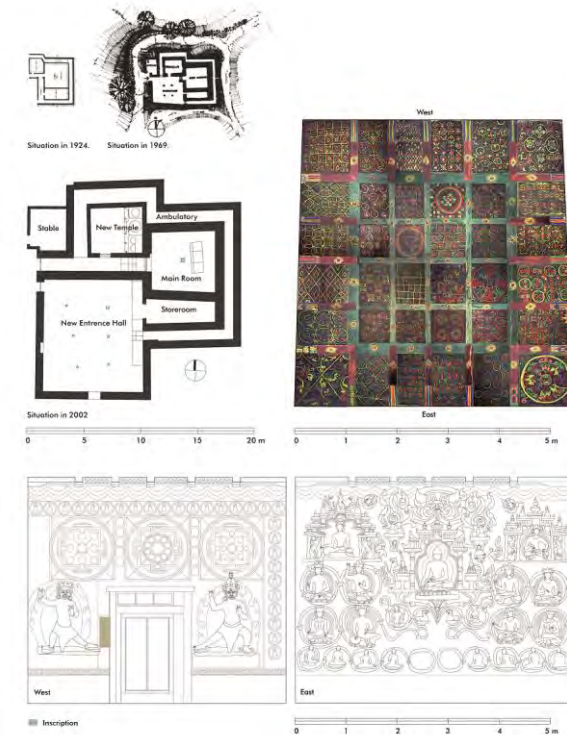 Situation in 1924.
Situation in 1969.
Stable
New Temple
Ambulatory
Main Room
Storeroom
New Entrence Hall
Situation in 2002
0 5 10 15 20 m
West
East
0 1 2 3 4 5 m
West
East
Inscription
0 1 2 3 4 5 m